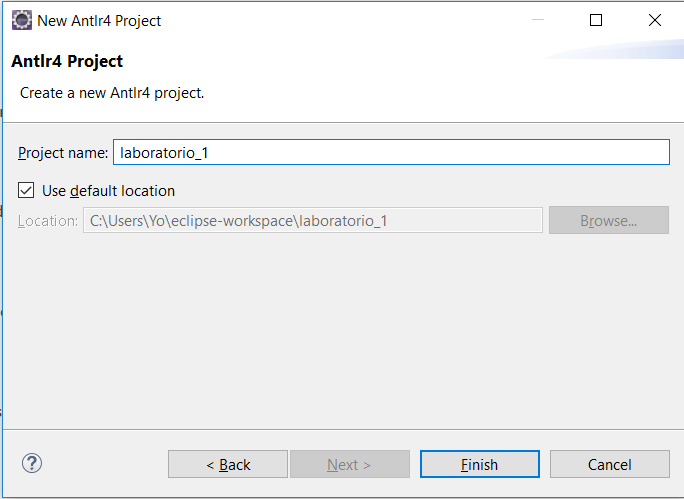 New Antlr4 Project
Antlr4 Project
Create a new Antlr4 project.
Project name: laboratorio_1
Use default location
Location: C:\Users\Yo\eclipse-workspace\laboratorio_1 Browse...
? < Back Next > Finish Cancel